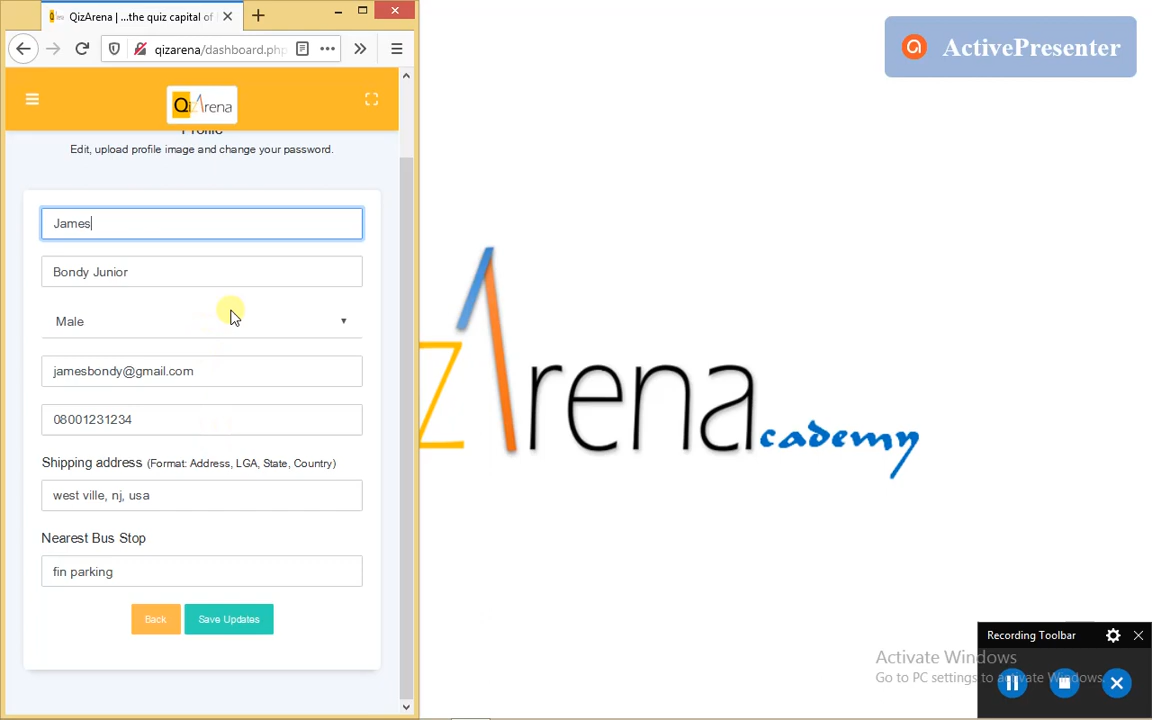 QizArena | ...the quiz capital of
qizarena/dashboard.php
QizArena
Profile
Edit, upload profile image and change your password.
James
Bondy Junior
Male
jamesbondy@gmail.com
08001231234
Shipping address (Format: Address, LGA, State, Country)
west ville, nj, usa
Nearest Bus Stop
fin parking
Back
Save Updates
ActivePresenter
zArena
cademy
Recording Toolbar
Activate Windows
Go to PC settings to activate Windows.